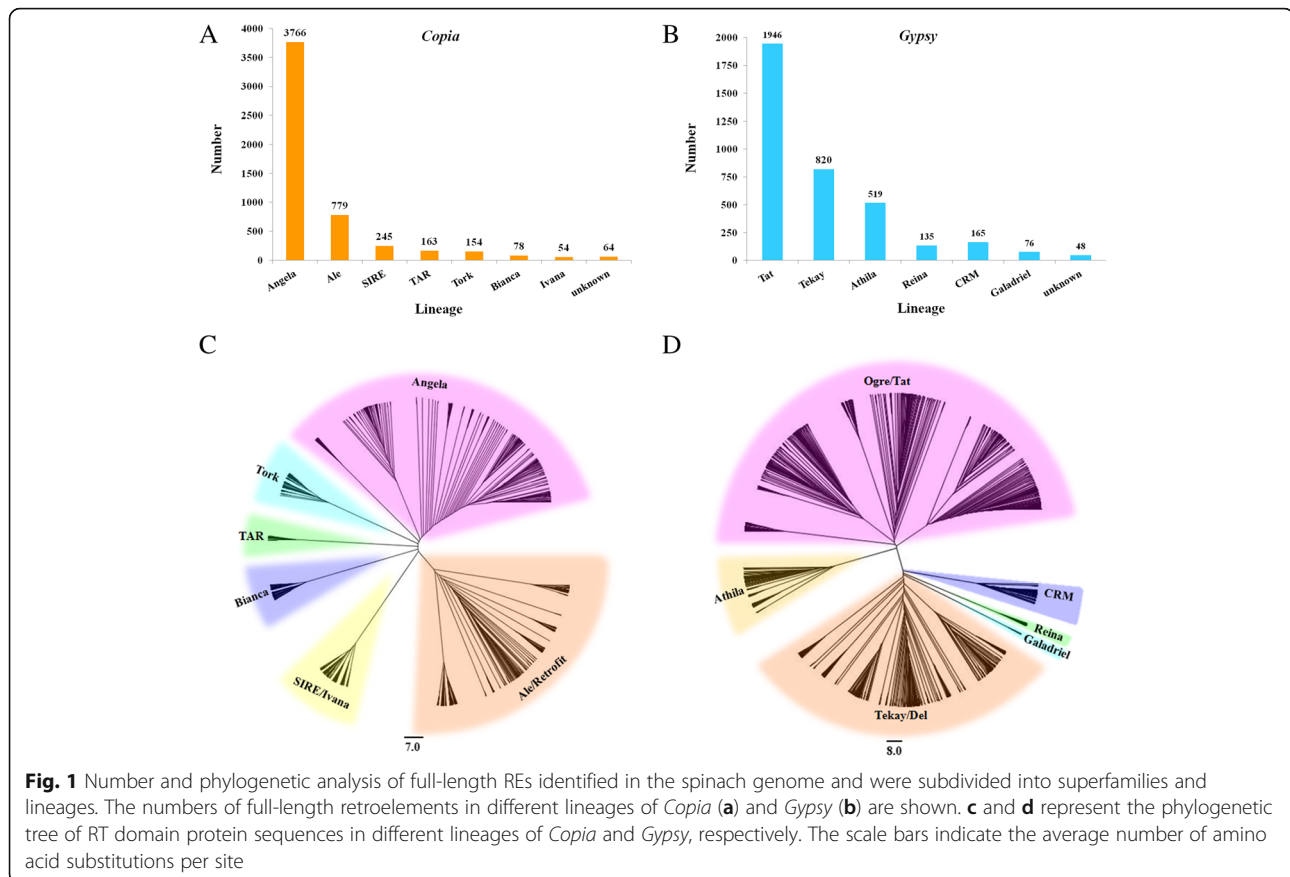 A
Copia
Number
4000
3500
3000
2500
2000
1500
1000
500
0
3766
779
245
163
154
78
54
64
Angela
Ale
SIRE
TAR
Tork
Bianca
Ivana
unknown
Lineage
B
Gypsy
Number
2000
1750
1500
1250
1000
750
500
250
0
1946
820
519
135
165
76
48
Tat
Tekay
Athila
Reina
CRM
Galadriel
unknown
Lineage
C
Angela
Tork
TAR
Bianca
SIRE/Ivana
Ale/Retrofit
7.0
D
Ogre/Tat
Athila
CRM
Reina
Galadriel
Tekay/Del
8.0
Fig. 1 Number and phylogenetic analysis of full-length REs identified in the spinach genome and were subdivided into superfamilies and
lineages. The numbers of full-length retroelements in different lineages of Copia (a) and Gypsy (b) are shown. c and d represent the phylogenetic
tree of RT domain protein sequences in different lineages of Copia and Gypsy, respectively. The scale bars indicate the average number of amino
acid substitutions per site